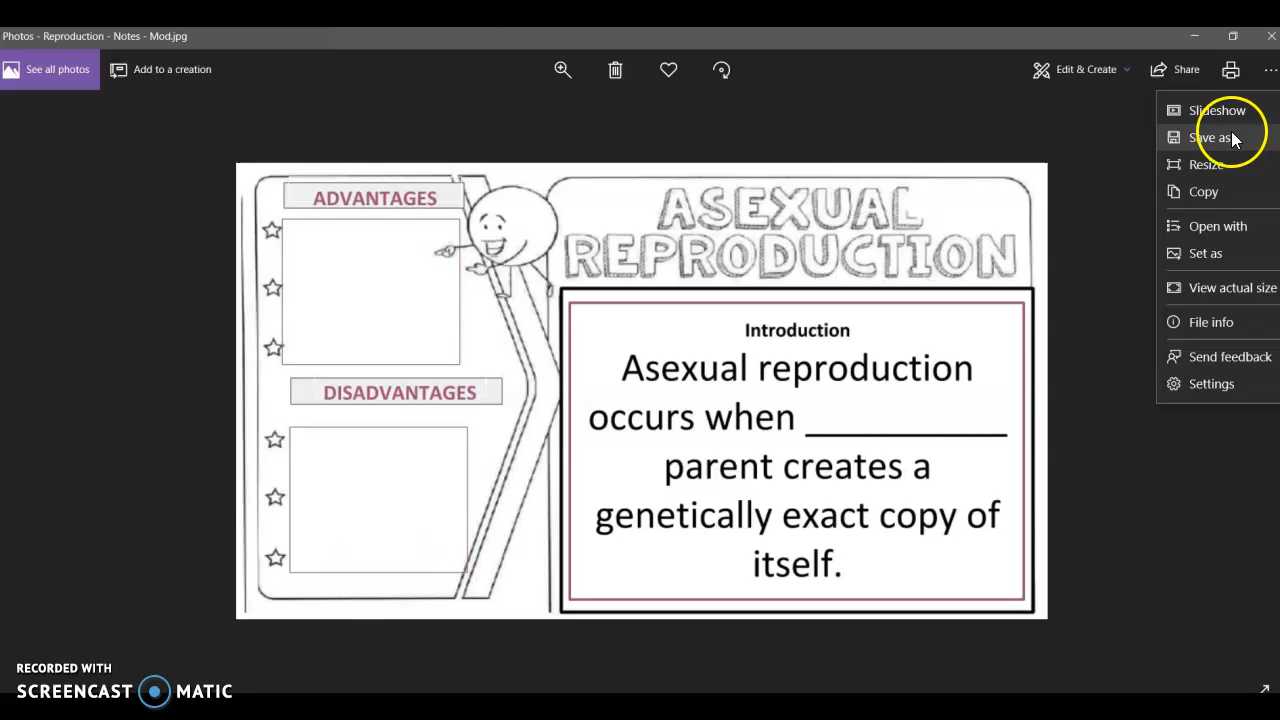 Photos - Reproduction - Notes - Mod.jpg
See all photos
Add to a creation
Edit & Create
Share
Slideshow
Save as
Resize
Copy
Open with
Set as
View actual size
File info
Send feedback
Settings
ADVANTAGES
DISADVANTAGES
ASEXUAL
REPRODUCTION
Introduction
Asexual reproduction
occurs when __________
parent creates a
genetically exact copy of
itself.
RECORDED WITH
SCREENCAST MATIC